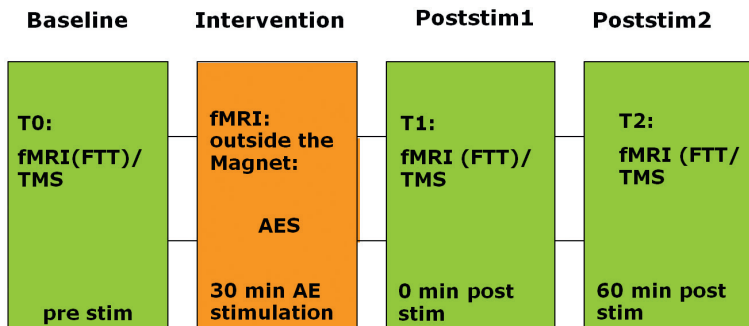 Baseline
Intervention
Poststim1
Poststim2
T0:
fMRI(FTT)/
TMS
pre stim
fMRI:
outside the
Magnet:
AES
30 min AE
stimulation
T1:
fMRI (FTT)/
TMS
0 min post
stim
T2:
fMRI (FTT/
TMS
60 min post
stim